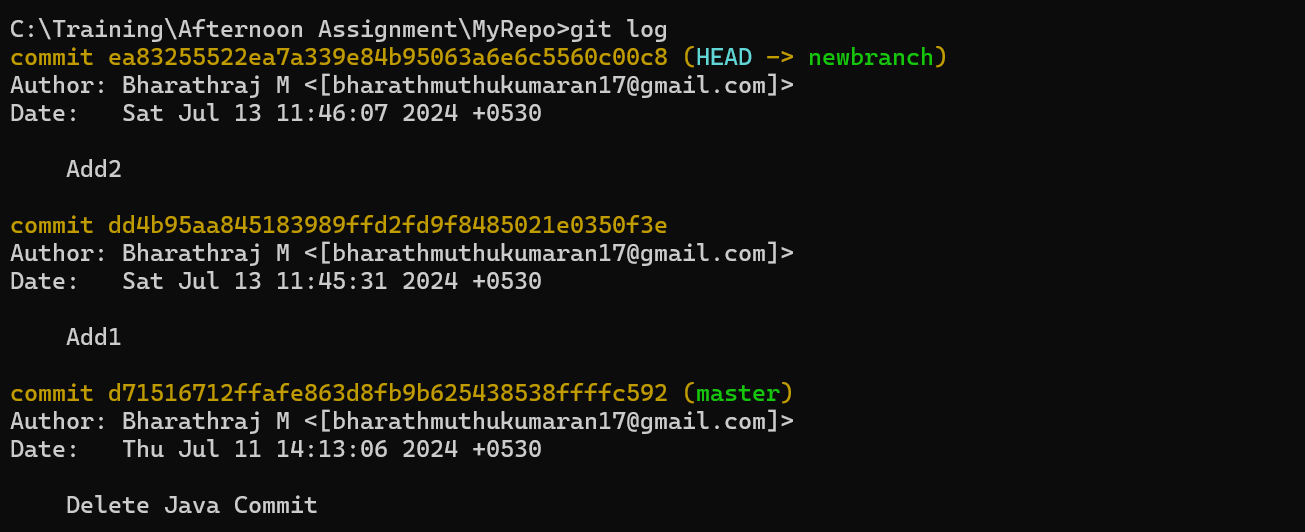 C:\Training\Afternoon Assignment\MyRepo>git log
commit ea83255522ea7a339e84b95063a6e6c5560c00c8 (HEAD -> newbranch)
Author: Bharathraj M <[bharathmuthukumaran17@gmail.com]>
Date:   Sat Jul 13 11:46:07 2024 +0530
    Add2
commit dd4b95aa845183989ffd2fd9f8485021e0350f3e
Author: Bharathraj M <[bharathmuthukumaran17@gmail.com]>
Date:   Sat Jul 13 11:45:31 2024 +0530
    Add1
commit d71516712ffafe863d8fb9b625438538ffffc592 (master)
Author: Bharathraj M <[bharathmuthukumaran17@gmail.com]>
Date:   Thu Jul 11 14:13:06 2024 +0530
    Delete Java Commit